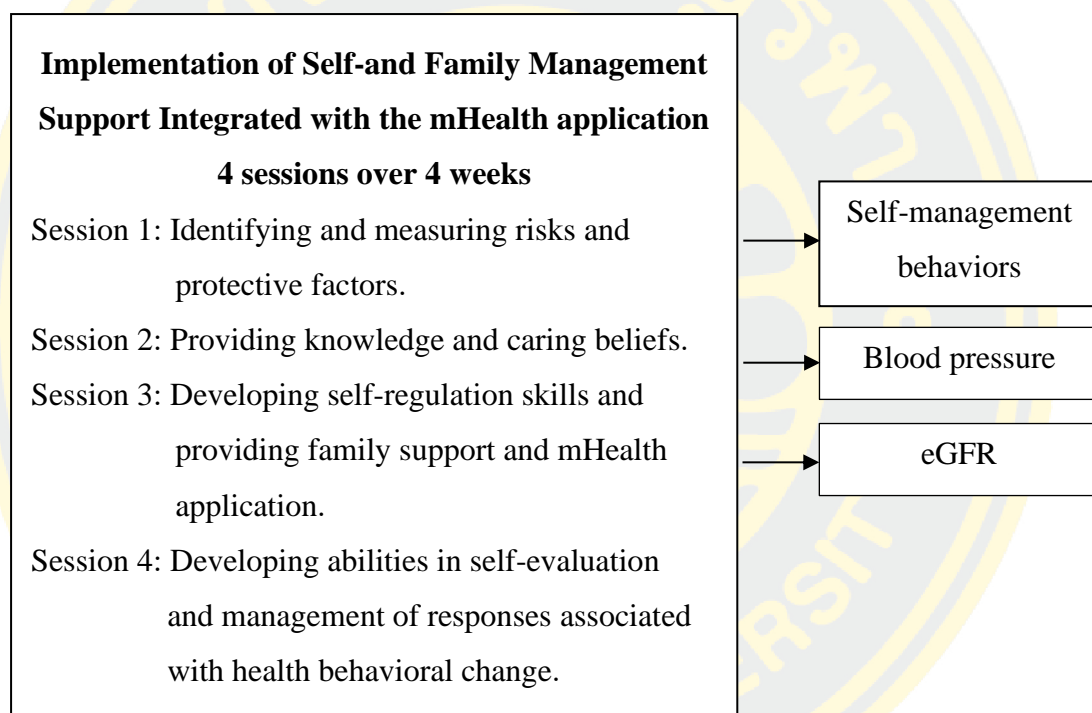 Implementation of Self-and Family Management
Support Integrated with the mHealth application
4 sessions over 4 weeks
Session 1: Identifying and measuring risks and
protective factors.
Session 2: Providing knowledge and caring beliefs.
Session 3: Developing self-regulation skills and
providing family support and mHealth
application.
Session 4: Developing abilities in self-evaluation
and management of responses associated
with health behavioral change.
Self-management
behaviors
Blood pressure
eGFR